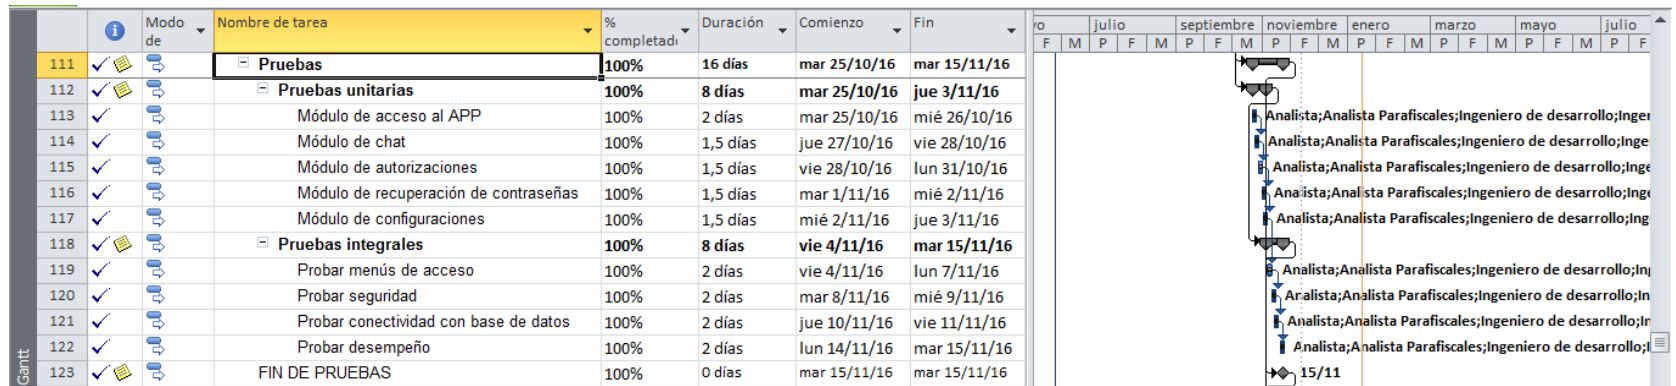 Modo de Nombre de tarea % completado Duración Comienzo Fin
julio septiembre noviembre enero marzo mayo julio
F M P F M P F M P F M P F M P F M P F M P F
111 Pruebas 100% 16 días mar 25/10/16 mar 15/11/16
112 Pruebas unitarias 100% 8 días mar 25/10/16 jue 3/11/16
113 Módulo de acceso al APP 100% 2 días mar 25/10/16 mié 26/10/16 Analista;Analista Parafiscales;Ingeniero de desarrollo;Inger
114 Módulo de chat 100% 1,5 días jue 27/10/16 vie 28/10/16 Analista;Analista Parafiscales;Ingeniero de desarrollo;Inge
115 Módulo de autorizaciones 100% 1,5 días vie 28/10/16 lun 31/10/16 Analista;Analista Parafiscales;Ingeniero de desarrollo;Inge
116 Módulo de recuperación de contraseñas 100% 1,5 días mar 1/11/16 mié 2/11/16 Analista;Analista Parafiscales;Ingeniero de desarrollo;Inge
117 Módulo de configuraciones 100% 1,5 días mié 2/11/16 jue 3/11/16 Analista;Analista Parafiscales;Ingeniero de desarrollo;Ing
118 Pruebas integrales 100% 8 días vie 4/11/16 mar 15/11/16
119 Probar menús de acceso 100% 2 días vie 4/11/16 lun 7/11/16 Analista;Analista Parafiscales;Ingeniero de desarrollo;Ing
120 Probar seguridad 100% 2 días mar 8/11/16 mié 9/11/16 Analista;Analista Parafiscales;Ingeniero de desarrollo;In
121 Probar conectividad con base de datos 100% 2 días jue 10/11/16 vie 11/11/16 Analista;Analista Parafiscales;Ingeniero de desarrollo;In
122 Probar desempeño 100% 2 días lun 14/11/16 mar 15/11/16 Analista;Analista Parafiscales;Ingeniero de desarrollo;I
123 FIN DE PRUEBAS 100% 0 días mar 15/11/16 mar 15/11/16 15/11
Gantt